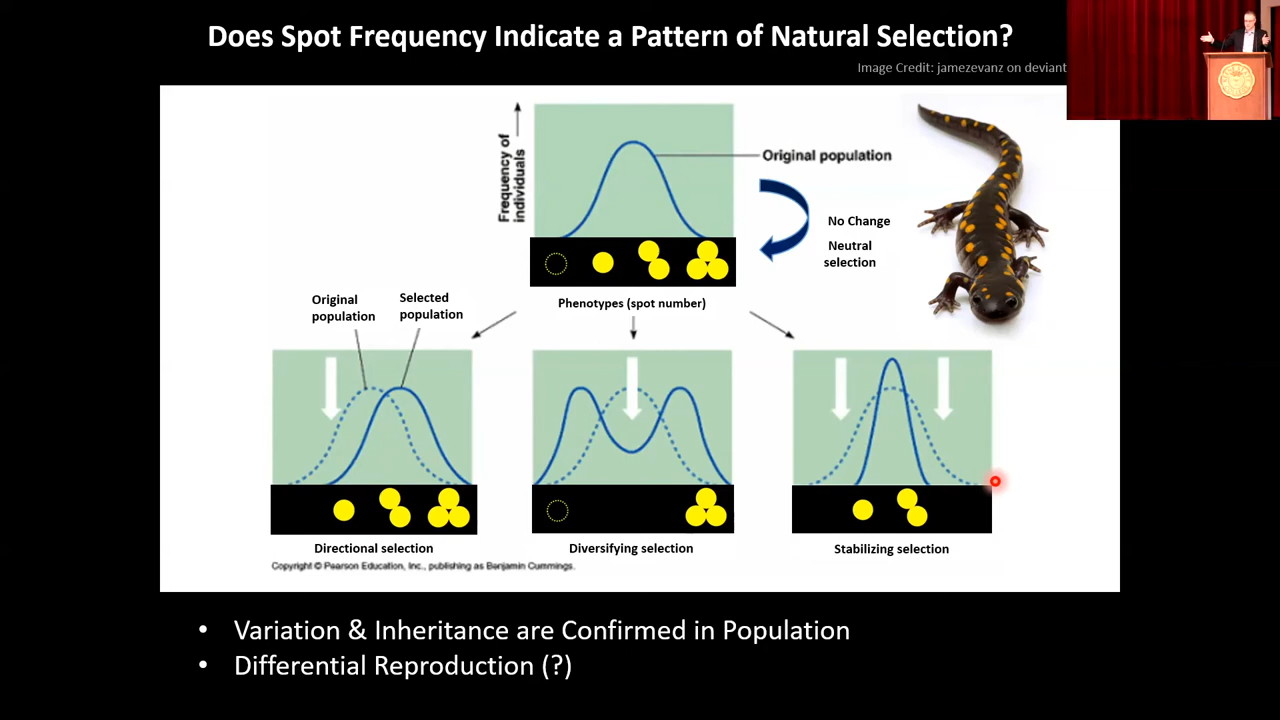 Does Spot Frequency Indicate a Pattern of Natural Selection?
Image Credit: jamezevanz on deviant
Frequency of
individuals
Original population
No Change
Neutral
selection
Phenotypes (spot number)
Original
population
Selected
population
Directional selection
Diversifying selection
Stabilizing selection
Copyright © Pearson Education, Inc., publishing as Benjamin Cummings.
• Variation & Inheritance are Confirmed in Population
• Differential Reproduction (?)